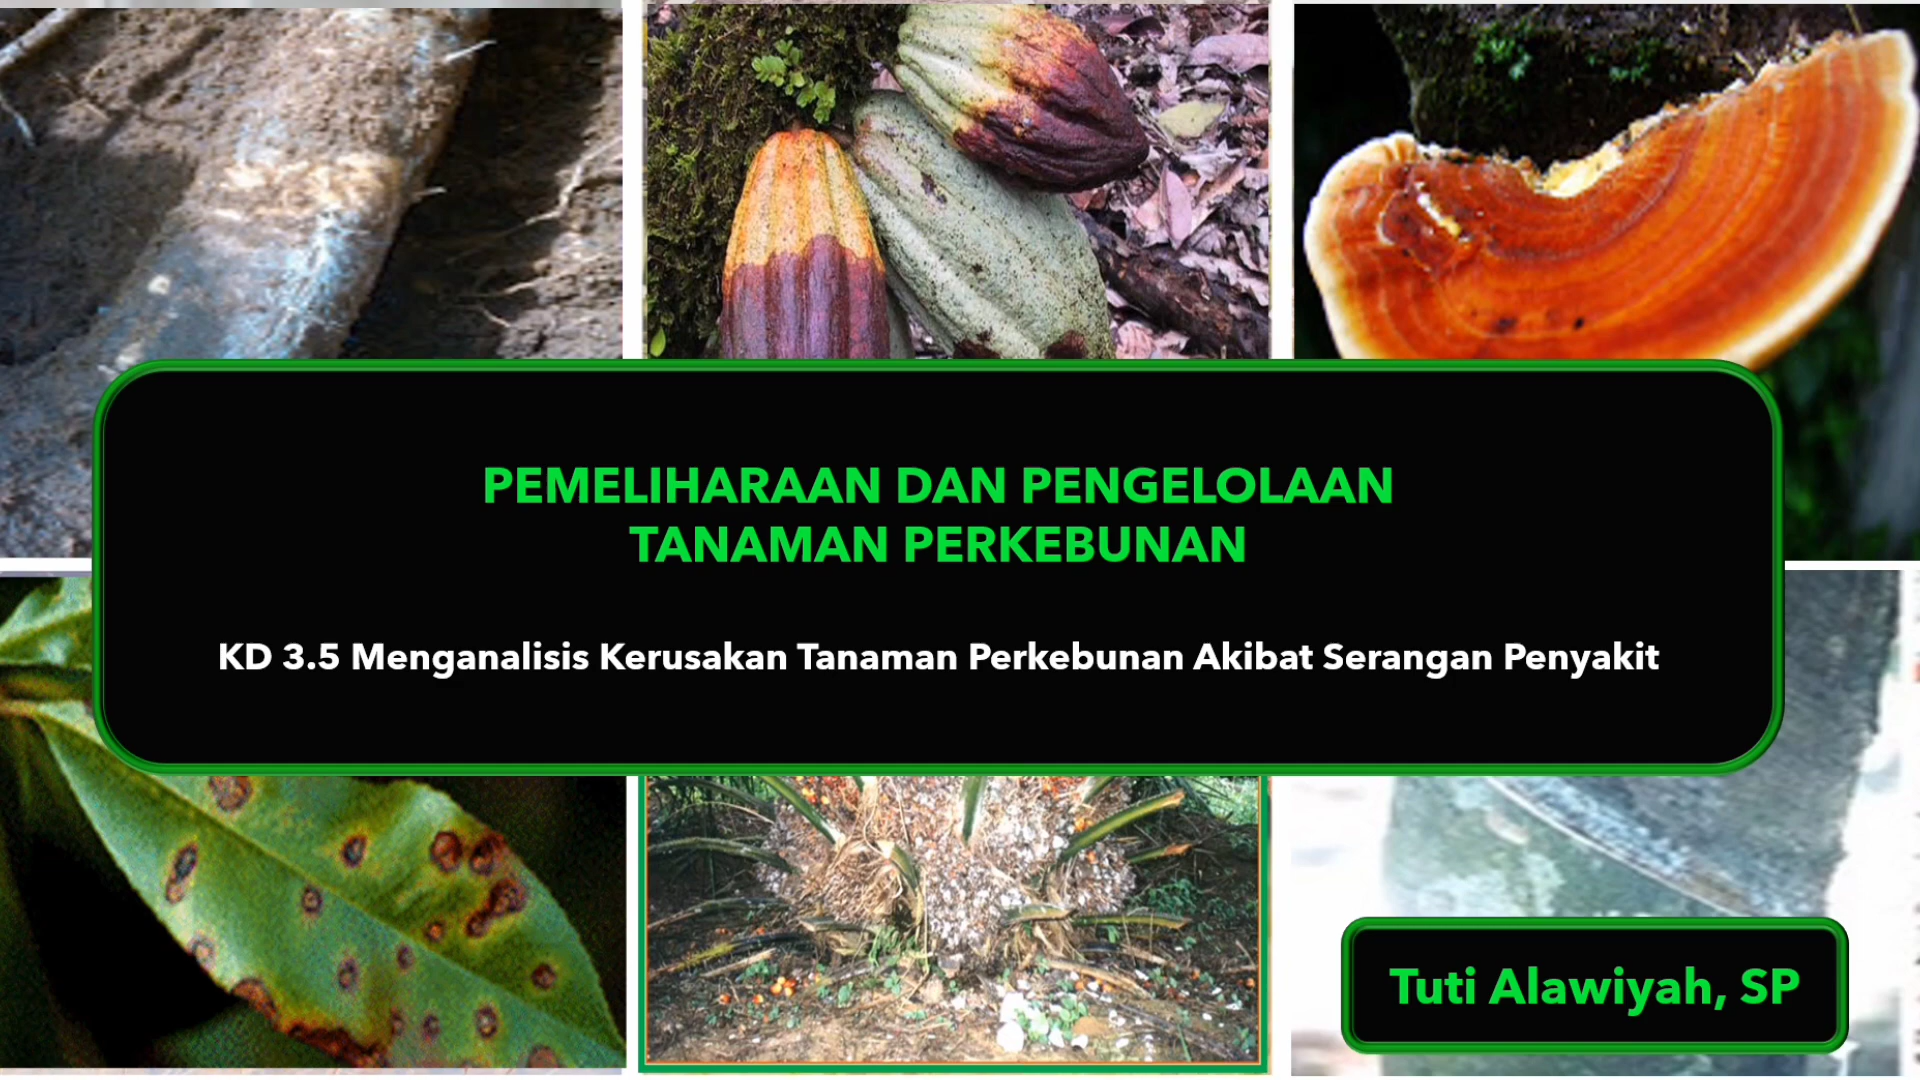 PEMELIHARAAN DAN PENGELOLAAN
TANAMAN PERKEBUNAN
KD 3.5 Menganalisis Kerusakan Tanaman Perkebunan Akibat Serangan Penyakit
Tuti Alawiyah, SP